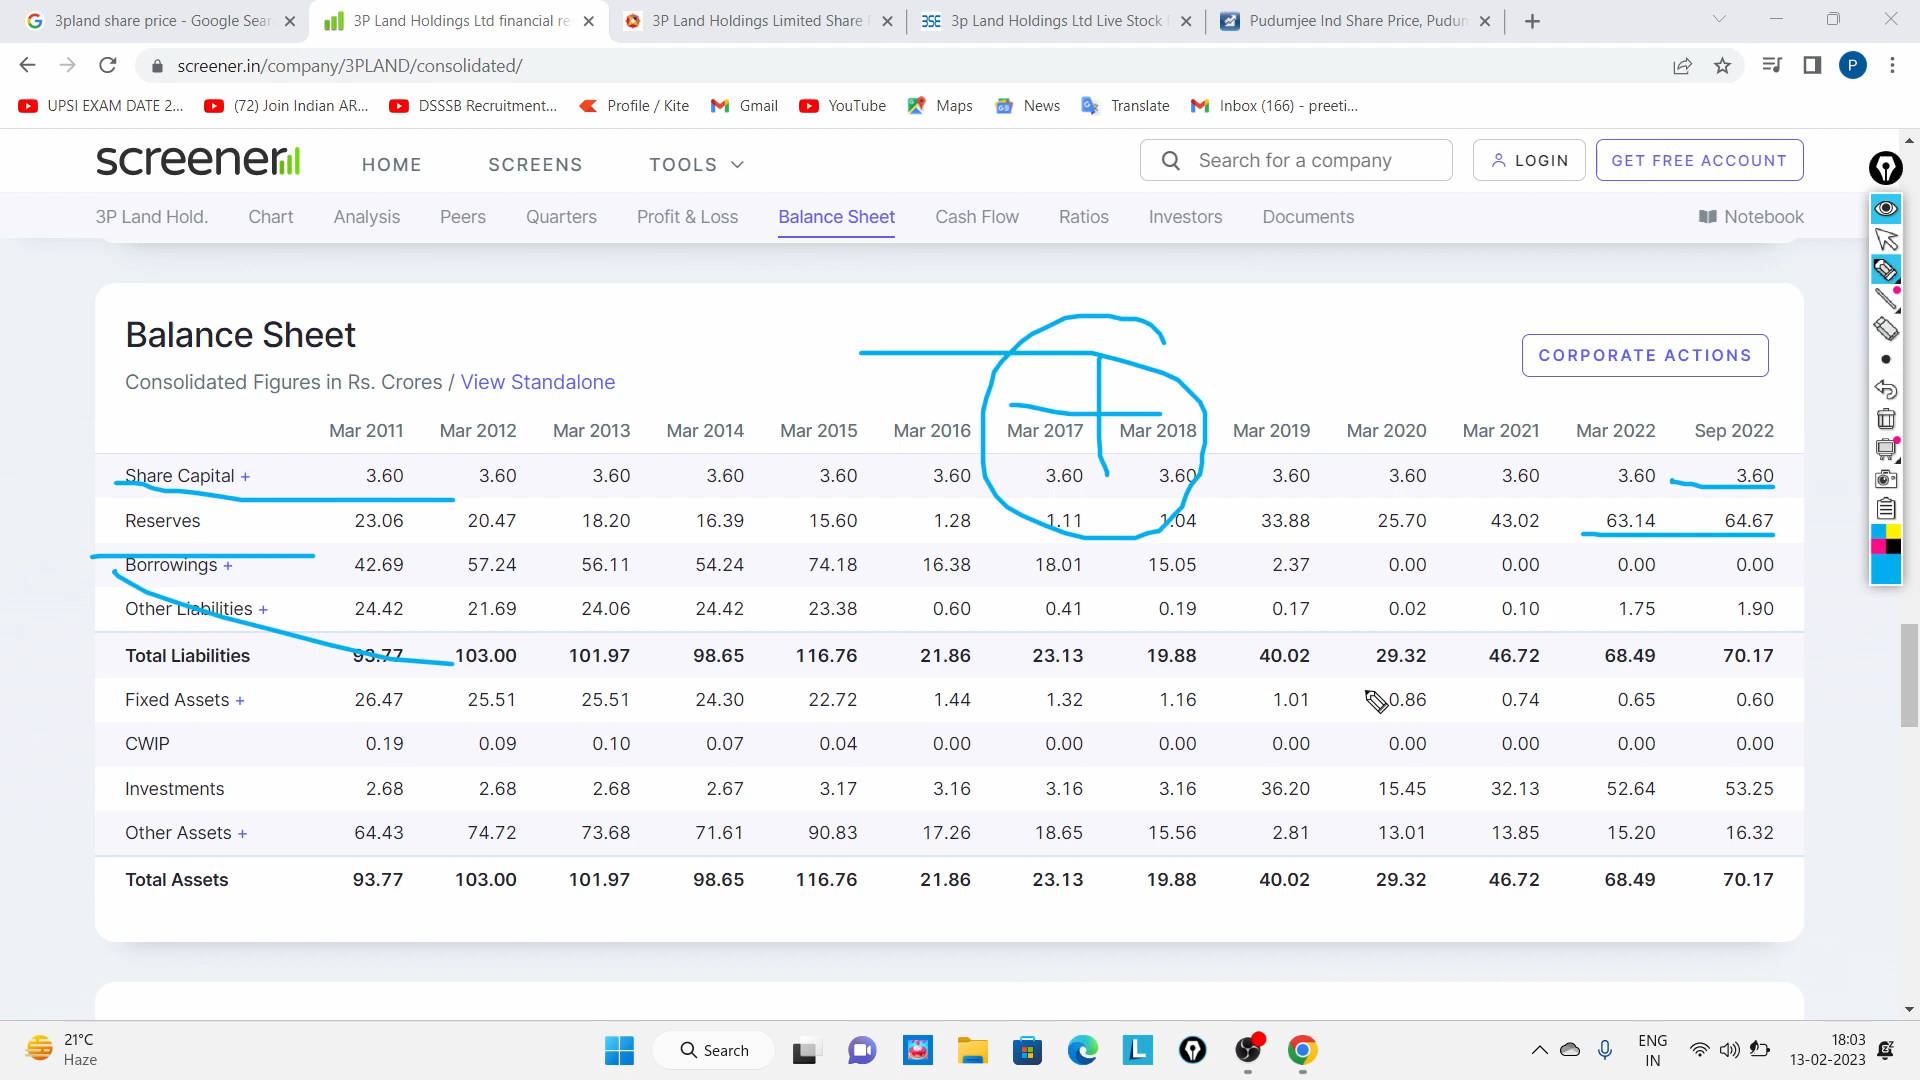 3pland share price - Google Sear
3P Land Holdings Ltd financial re
3P Land Holdings Limited Share P
BSE 3p Land Holdings Ltd Live Stock
Pudumjee Ind Share Price, Pudum
screener.in/company/3PLAND/consolidated/
P
UPSI EXAM DATE 2... (72) Join Indian AR... DSSSB Recruitment... Profile / Kite Gmail YouTube Maps News Translate Inbox (166) - preeti...
screener HOME SCREENS TOOLS Search for a company LOGIN GET FREE ACCOUNT
3P Land Hold. Chart Analysis Peers Quarters Profit & Loss Balance Sheet Cash Flow Ratios Investors Documents Notebook
Balance Sheet
CORPORATE ACTIONS
Consolidated Figures in Rs. Crores / View Standalone
Mar 2011 Mar 2012 Mar 2013 Mar 2014 Mar 2015 Mar 2016 Mar 2017 Mar 2018 Mar 2019 Mar 2020 Mar 2021 Mar 2022 Sep 2022
Share Capital + 3.60 3.60 3.60 3.60 3.60 3.60 3.60 3.60 3.60 3.60 3.60 3.60 3.60
Reserves 23.06 20.47 18.20 16.39 15.60 1.28 1.11 1.04 33.88 25.70 43.02 63.14 64.67
Borrowings + 42.69 57.24 56.11 54.24 74.18 16.38 18.01 15.05 2.37 0.00 0.00 0.00 0.00
Other Liabilities + 24.42 21.69 24.06 24.42 23.38 0.60 0.41 0.19 0.17 0.02 0.10 1.75 1.90
Total Liabilities 93.77 103.00 101.97 98.65 116.76 21.86 23.13 19.88 40.02 29.32 46.72 68.49 70.17
Fixed Assets + 26.47 25.51 25.51 24.30 22.72 1.44 1.32 1.16 1.01 0.86 0.74 0.65 0.60
CWIP 0.19 0.09 0.10 0.07 0.04 0.00 0.00 0.00 0.00 0.00 0.00 0.00 0.00
Investments 2.68 2.68 2.68 2.67 3.17 3.16 3.16 3.16 36.20 15.45 32.13 52.64 53.25
Other Assets + 64.43 74.72 73.68 71.61 90.83 17.26 18.65 15.56 2.81 13.01 13.85 15.20 16.32
Total Assets 93.77 103.00 101.97 98.65 116.76 21.86 23.13 19.88 40.02 29.32 46.72 68.49 70.17
21°C
Haze
Search
L
ENG
IN
18:03
13-02-2023